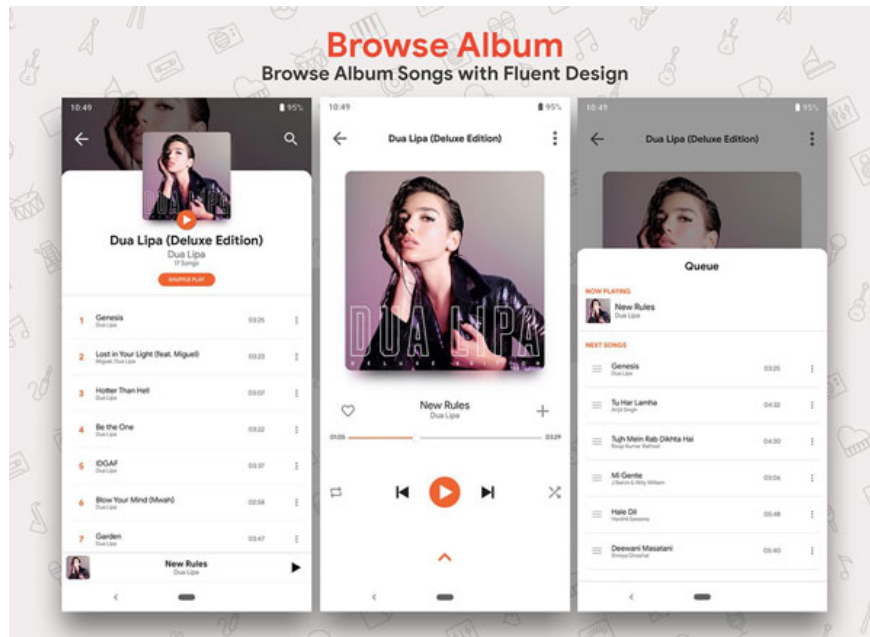 Browse Album
Browse Album Songs with Fluent Design
10:49
95%
DUA LIPA
Dua Lipa (Deluxe Edition)
Dua Lipa
17 Songs
SHUFFLE PLAY
1 Genesis 03:25
Dua Lipa
2 Lost in Your Light (feat. Miguel) 03:23
Miguel, Dua Lipa
3 Hotter Than Hell 03:07
Dua Lipa
4 Be the One 03:22
Dua Lipa
5 IDGAF 03:37
Dua Lipa
6 Blow Your Mind (Mwah) 02:58
Dua Lipa
7 Garden 03:47
Dua Lipa
New Rules
Dua Lipa
10:49
95%
Dua Lipa (Deluxe Edition)
DUA LIPA
DELUXE EDITION
New Rules
Dua Lipa
01:05 03:29
10:49
95%
Dua Lipa (Deluxe Edition)
Queue
NOW PLAYING
New Rules
Dua Lipa
NEXT SONGS
Genesis 03:25
Dua Lipa
Tu Har Lamha 04:32
Arijit Singh
Tujh Mein Rab Dikhta Hai 04:30
Roop Kumar Rathod
Mi Gente 03:06
J Balvin & Willy William
Hale Dil 05:48
Harshit Saxena
Deewani Masatani 05:40
Shreya Ghoshal